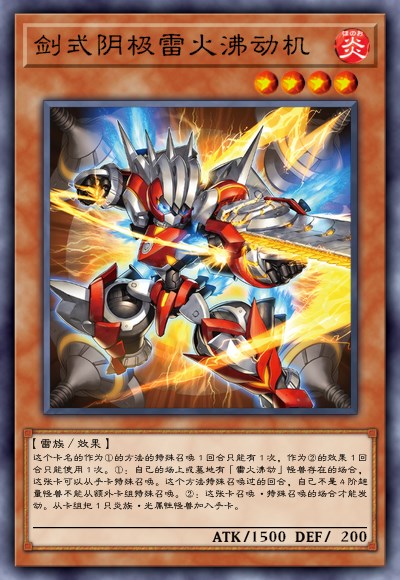 剑式阴极雷火沸动机
ほのお
炎
【雷族／效果】
这个卡名的作为①的方法的特殊召唤1回合只能有1次，作为②的效果1
回合只能使用1次。①：自己的场上或墓地有「雷火沸动」怪兽存在的场合，
这张卡可以从手卡特殊召唤。这个方法特殊召唤过的回合，自己不是4阶超
量怪兽不能从额外卡组特殊召唤。②：这张卡召唤·特殊召唤的场合才能发
动。从卡组把1只炎族·光属性怪兽加入手卡。
ATK/1500 DEF/ 200